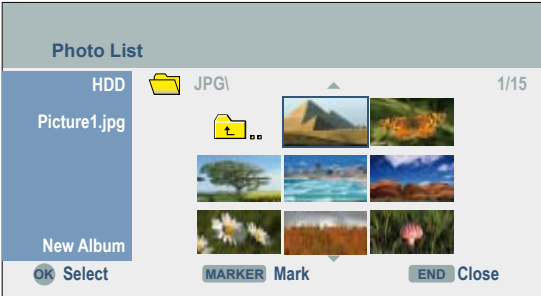 Photo List
HDD
JPG\
1/15
Picture1.jpg
..
New Album
OK Select
MARKER Mark
END Close